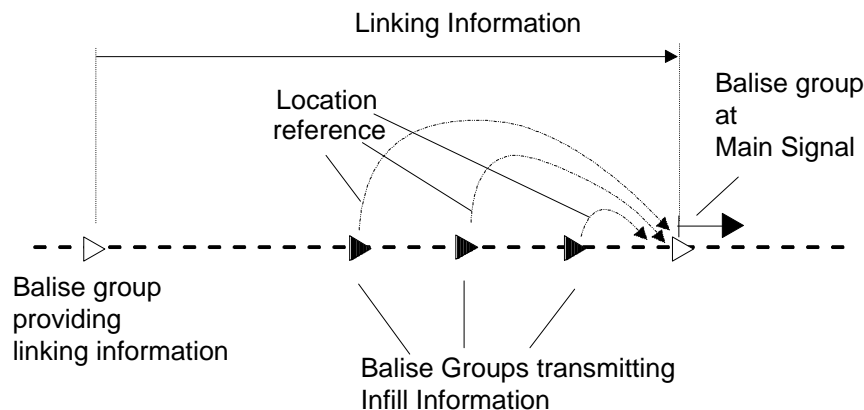 Linking Information
Location
reference
Balise group
at
Main Signal
Balise group
providing
linking information
Balise Groups transmitting
Infill Information